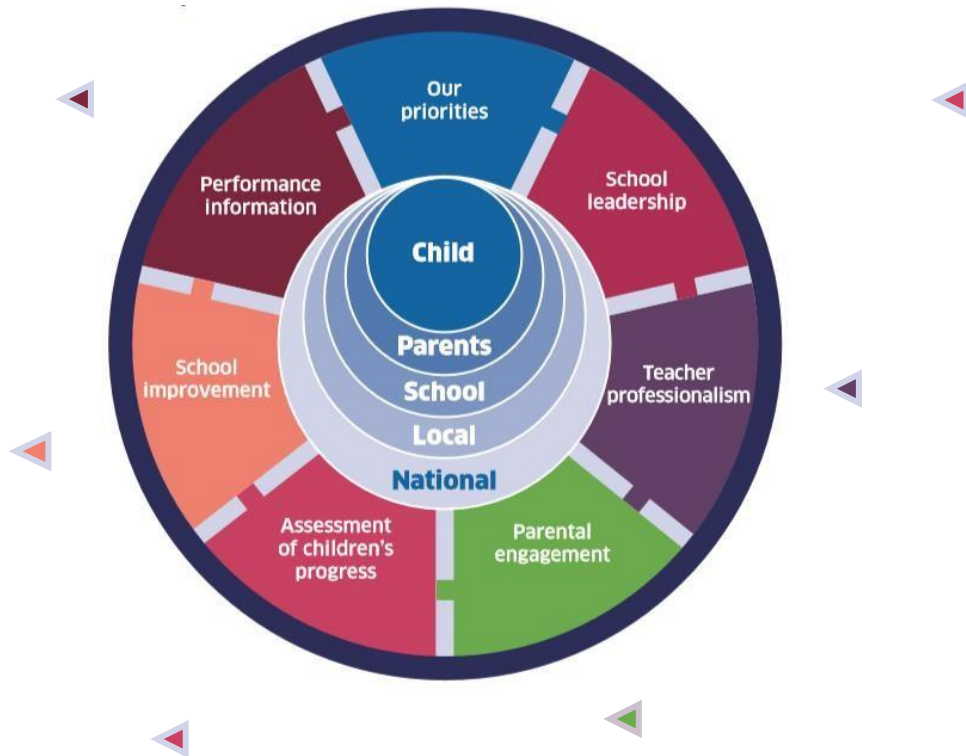 Our
priorities
School
leadership
Teacher
professionalism
Parental
engagement
Assessment
of children's
progress
School
improvement
Performance
information
Child
Parents
School
Local
National